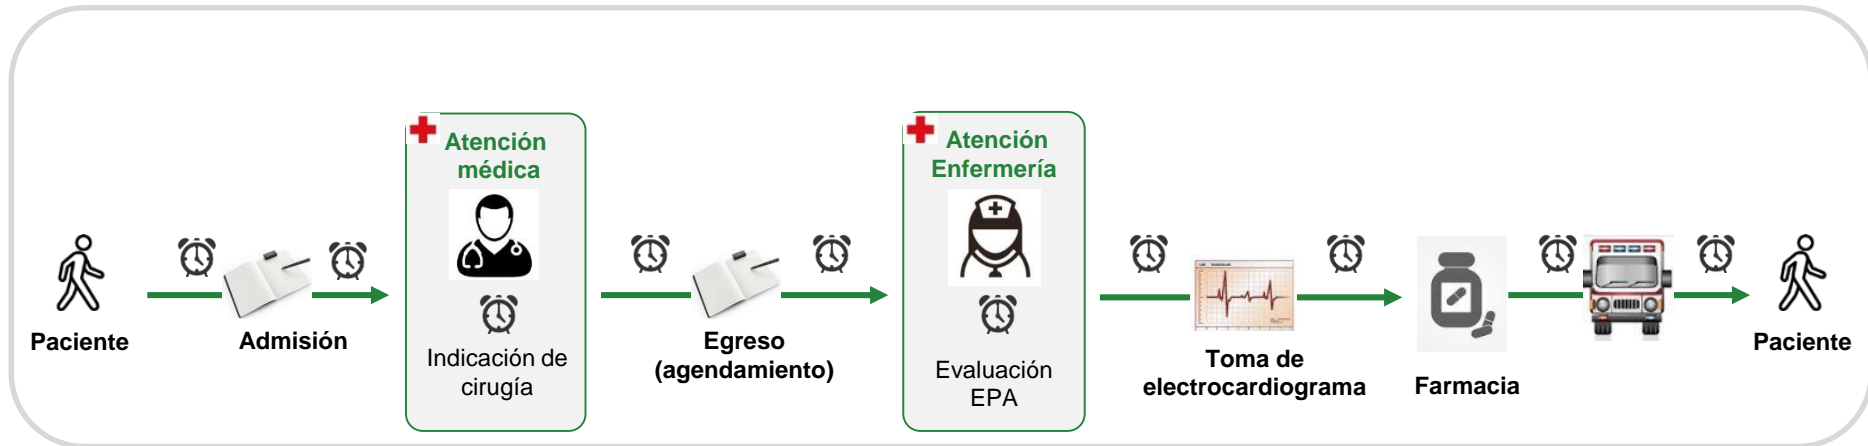 Paciente
Admisión
Atención
médica
Indicación de
cirugía
Egreso
(agendamiento)
Atención
Enfermería
Evaluación
EPA
Toma de
electrocardiograma
Farmacia
Paciente